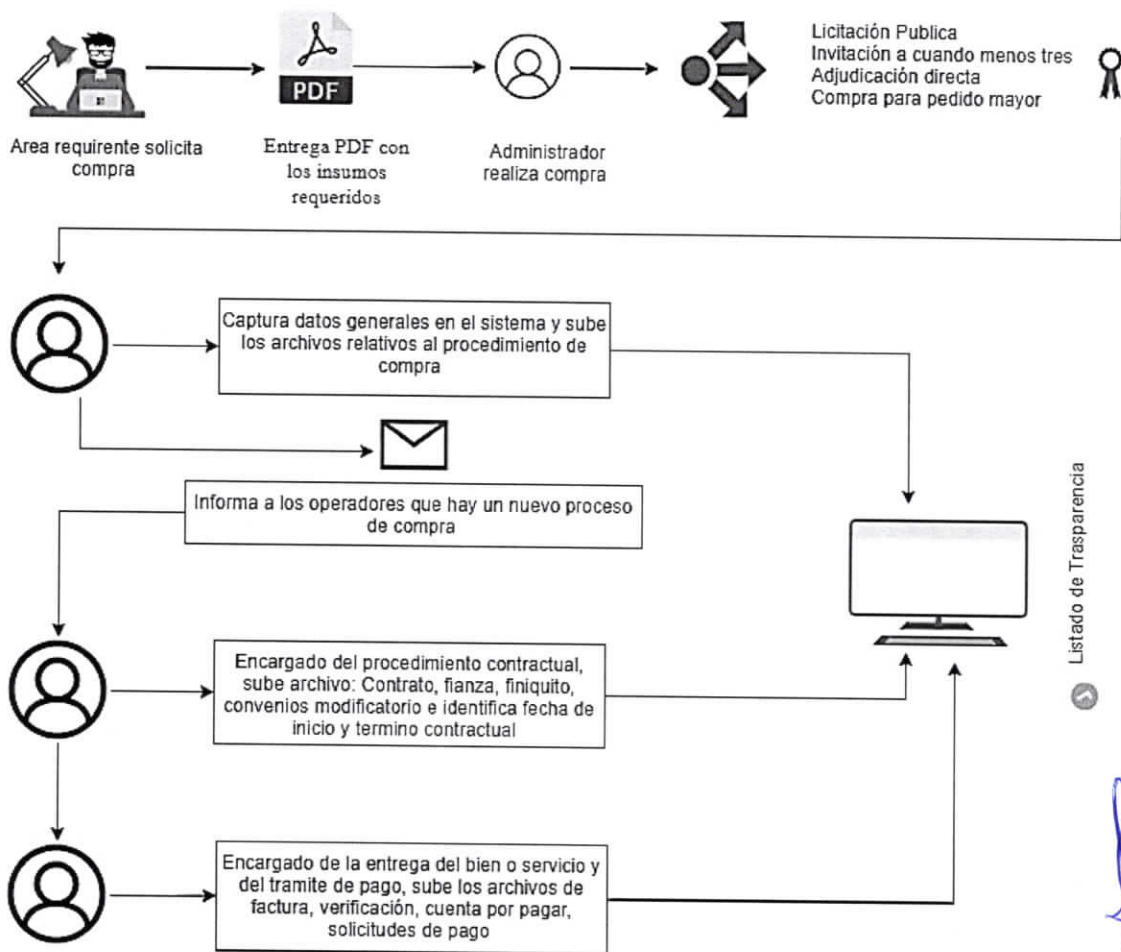 PDF
Licitación Publica
Invitación a cuando menos tres
Adjudicación directa
Compra para pedido mayor
Area requirente solicita
compra
Entrega PDF con
los insumos
requeridos
Administrador
realiza compra
Captura datos generales en el sistema y sube
los archivos relativos al procedimiento de
compra
Informa a los operadores que hay un nuevo proceso
de compra
Listado de Trasparencia
Encargado del procedimiento contractual,
sube archivo: Contrato, fianza, finiquito,
convenios modificatorio e identifica fecha de
inicio y termino contractual
Encargado de la entrega del bien o servicio y
del tramite de pago, sube los archivos de
factura, verificación, cuenta por pagar,
solicitudes de pago